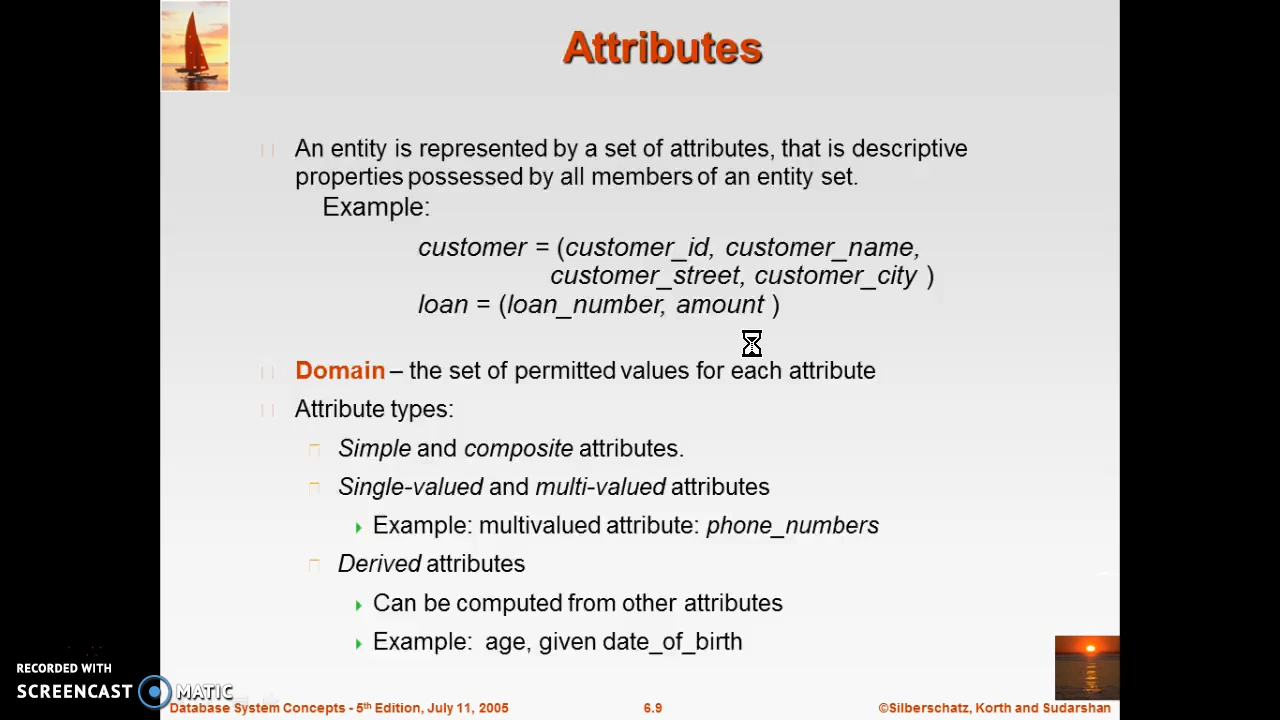 Attributes
An entity is represented by a set of attributes, that is descriptive
properties possessed by all members of an entity set.
Example:
customer = (customer_id, customer_name,
customer_street, customer_city )
loan = (loan_number, amount )
Domain – the set of permitted values for each attribute
Attribute types:
Simple and composite attributes.
Single-valued and multi-valued attributes
Example: multivalued attribute: phone_numbers
Derived attributes
Can be computed from other attributes
Example: age, given date_of_birth
RECORDED WITH
SCREENCAST MATIC
Database System Concepts - 5th Edition, July 11, 2005
6.9
©Silberschatz, Korth and Sudarshan